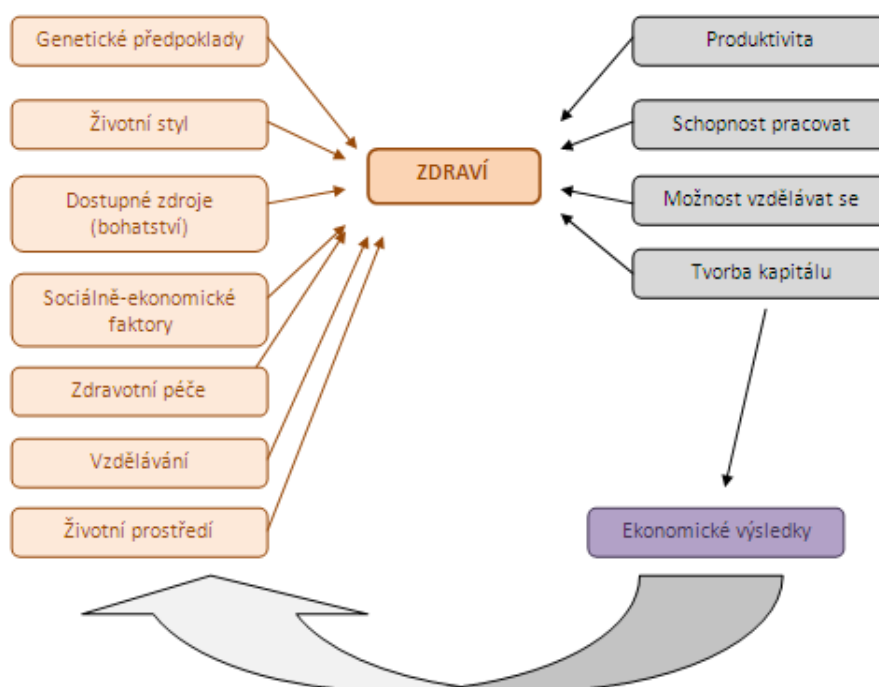 Genetické předpoklady
Životní styl
Dostupné zdroje
(bohatství)
Sociálně-ekonomické
faktory
Zdravotní péče
Vzdělávání
Životní prostředí
ZDRAVÍ
Produktivita
Schopnost pracovat
Možnost vzdělávat se
Tvorba kapitálu
Ekonomické výsledky